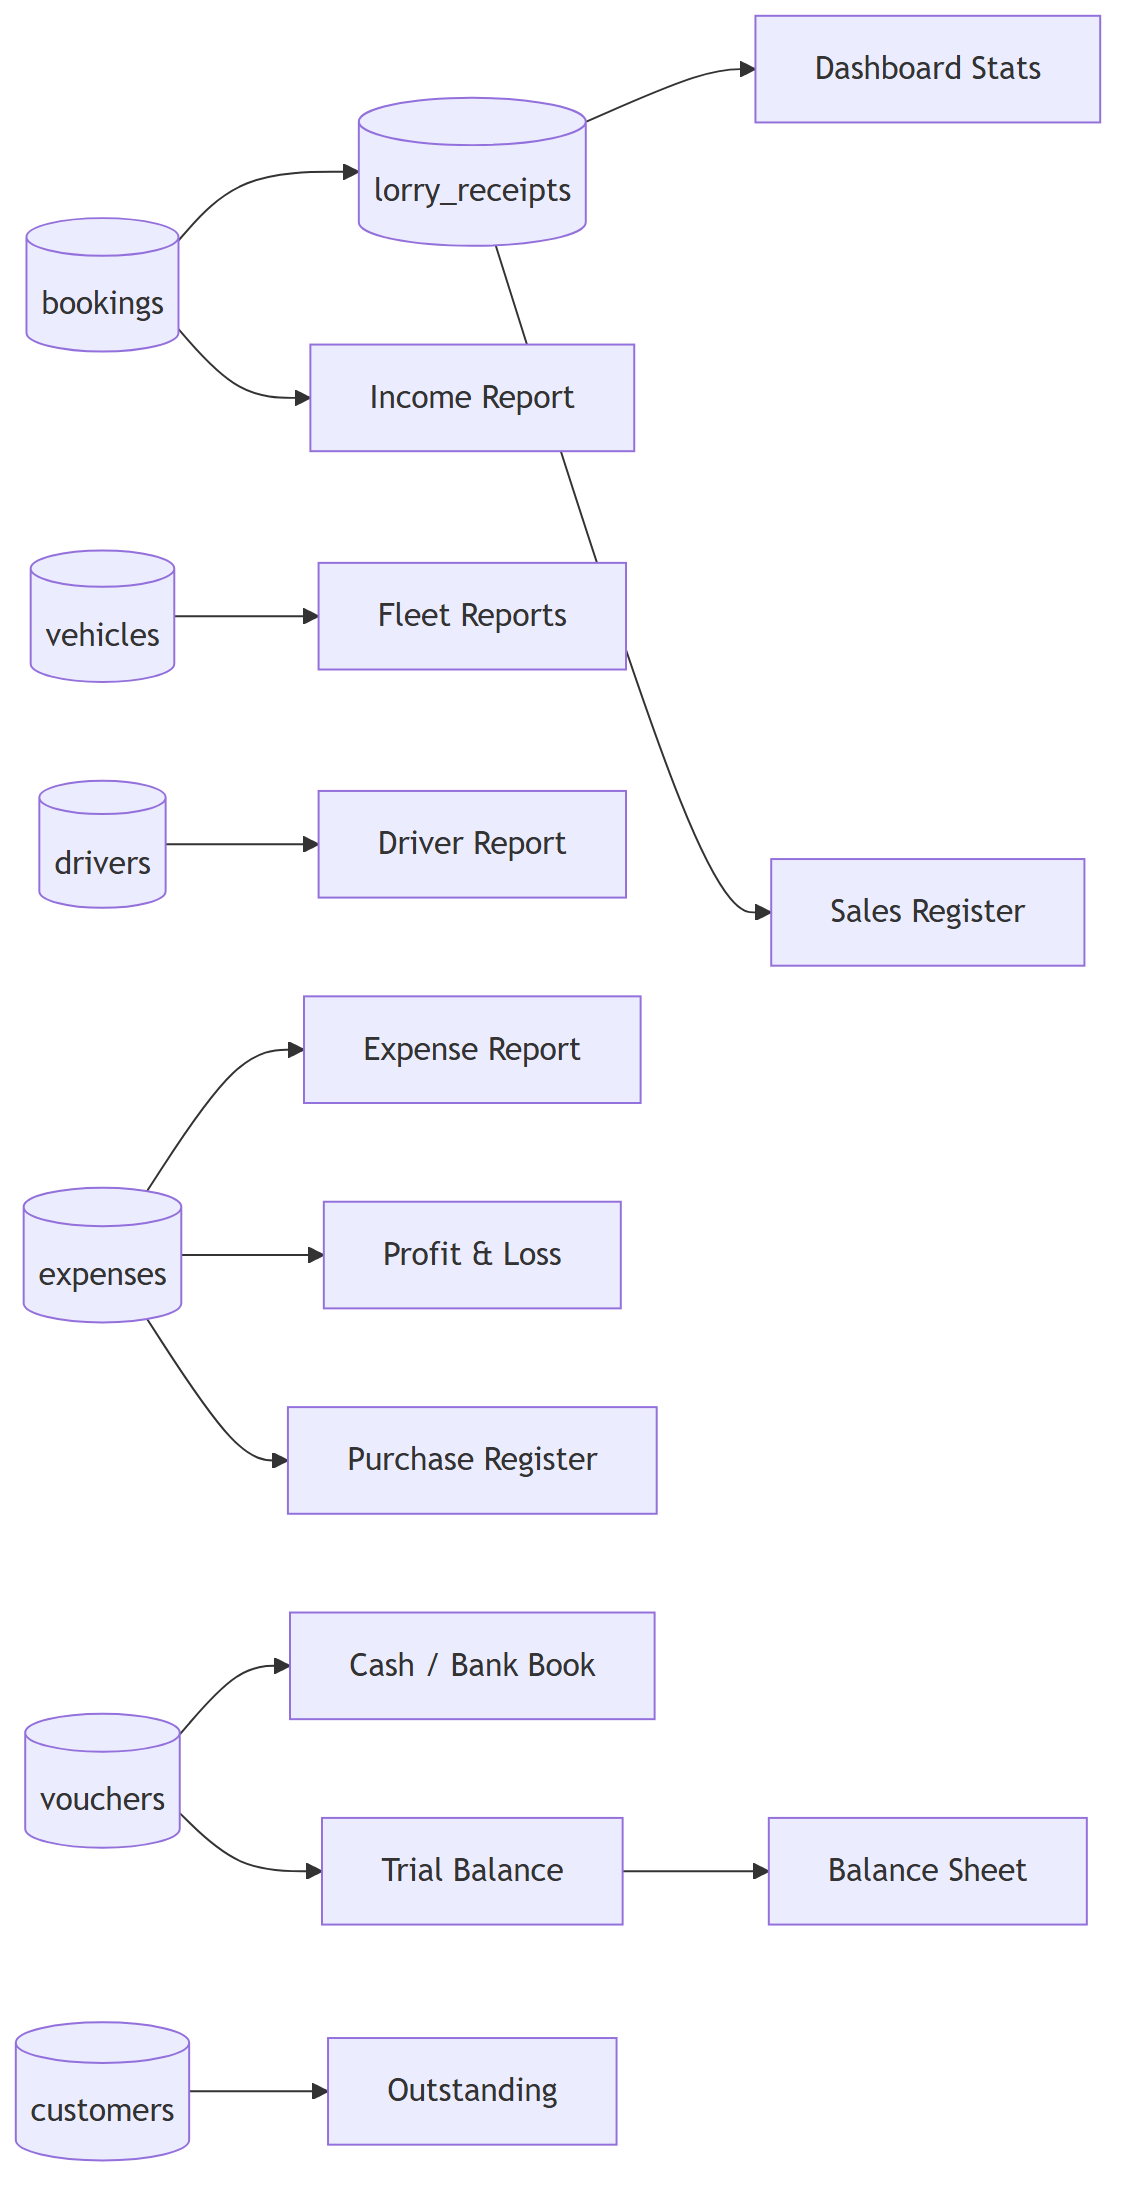 Dashboard Stats
lorry_receipts
bookings
Income Report
vehicles
Fleet Reports
drivers
Driver Report
Sales Register
Expense Report
expenses
Profit & Loss
Purchase Register
Cash / Bank Book
vouchers
Trial Balance
Balance Sheet
customers
Outstanding